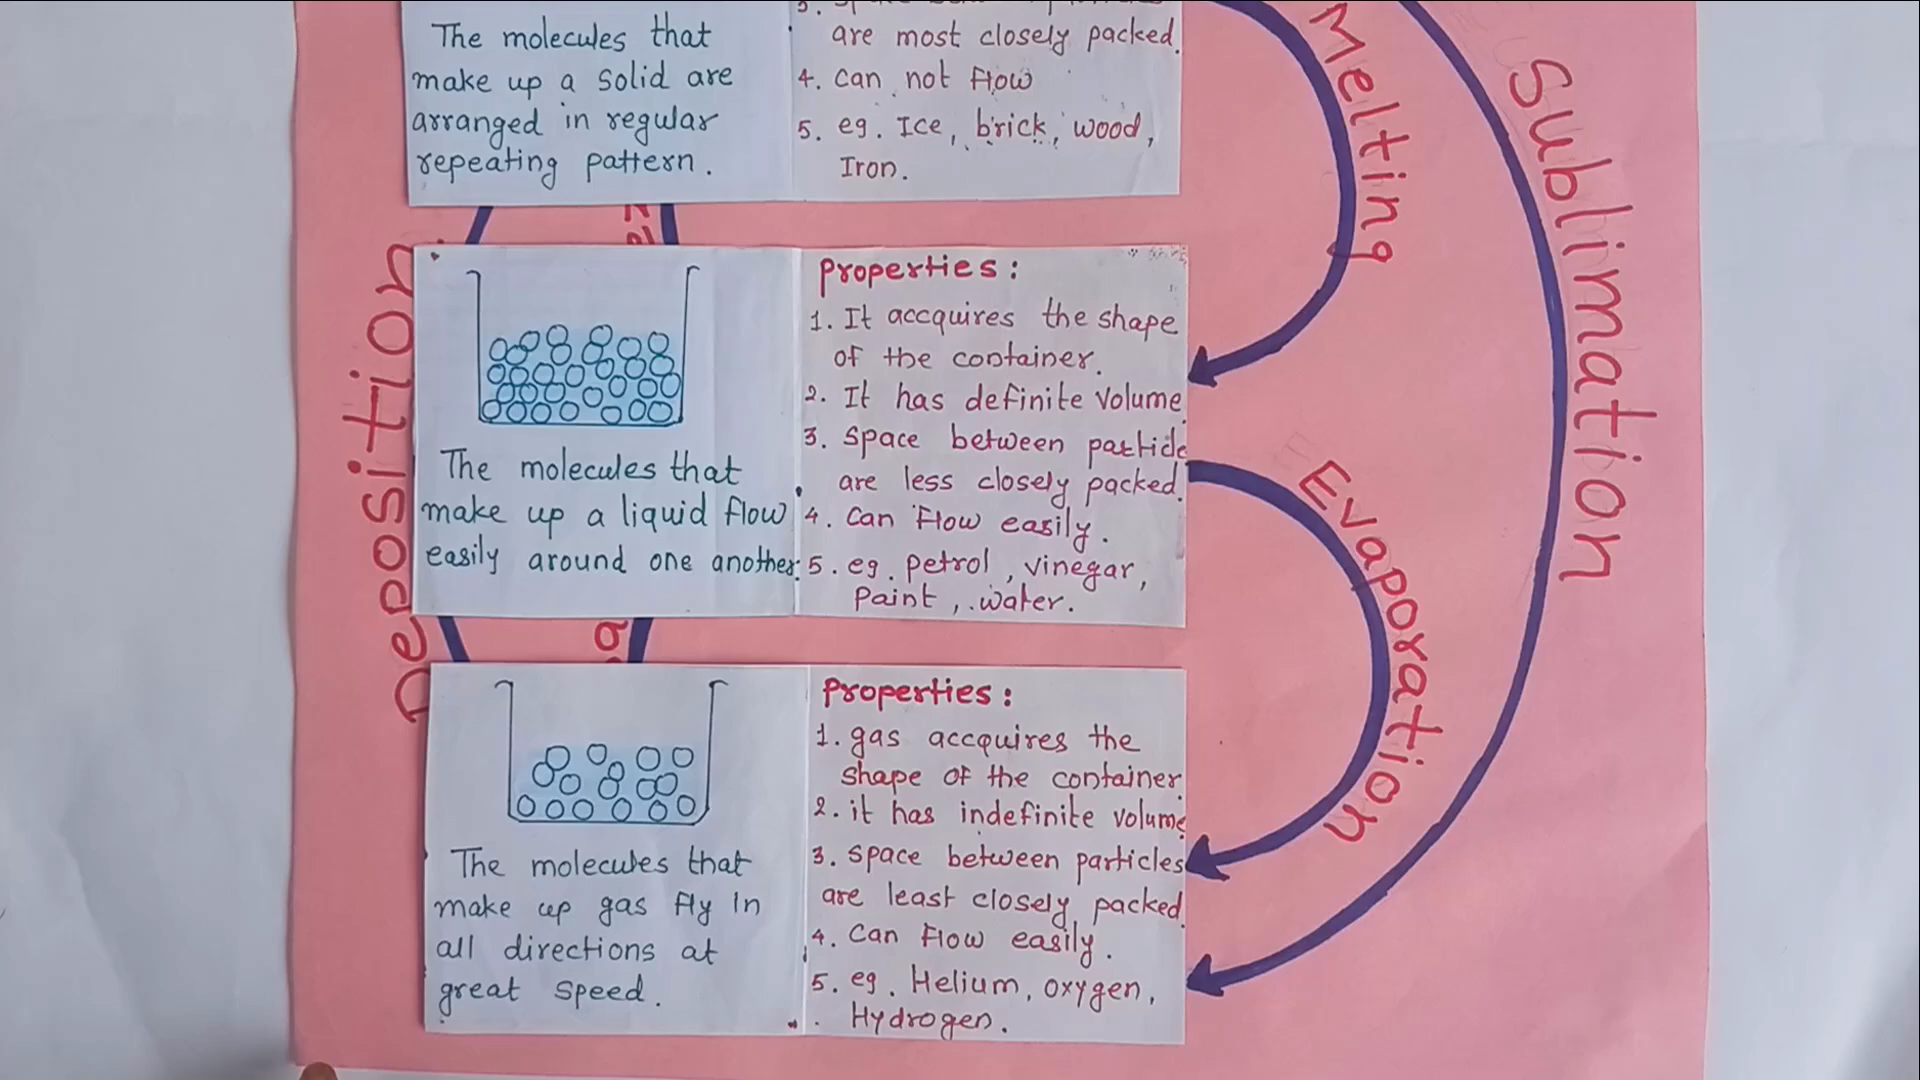 The molecules that
make up a solid are
arranged in regular
repeating pattern.
are most closely packed.
4. Can not Flow
5. eg. Ice, brick, wood,
Iron.
Melting
Sublimation
Deposition
The molecules that
make up a liquid flow
easily around one another.
Properties:
1. It accquires the shape
of the container.
2. It has definite volume
3. Space between particle
are less closely packed.
4. Can Flow easily.
5. eg. petrol, vinegar,
Paint, water.
Evaporation
The molecules that
make up gas fly in
all directions at
great speed.
Properties:
1. gas accquires the
shape of the container
2. it has indefinite volume
3. Space between particles
are least closely packed
4. Can Flow easily.
5. eg. Helium, oxygen,
Hydrogen.